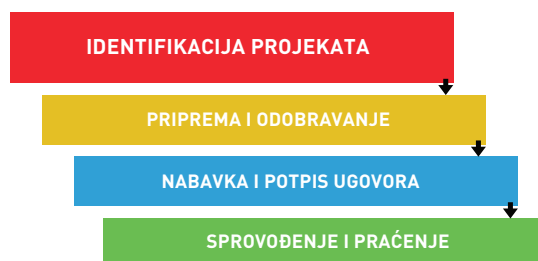 IDENTIFIKACIJA PROJEKATA
PRIPREMA I ODOBRAVANJE
NABAVKA I POTPIS UGOVORA
SPROVOĐENJE I PRAĆENJE